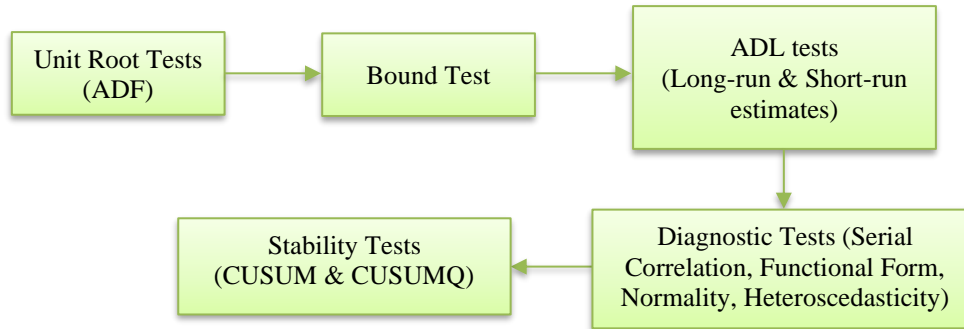 Unit Root Tests
(ADF)
Bound Test
ADL tests
(Long-run & Short-run
estimates)
Diagnostic Tests (Serial
Correlation, Functional Form,
Normality, Heteroscedasticity)
Stability Tests
(CUSUM & CUSUMQ)